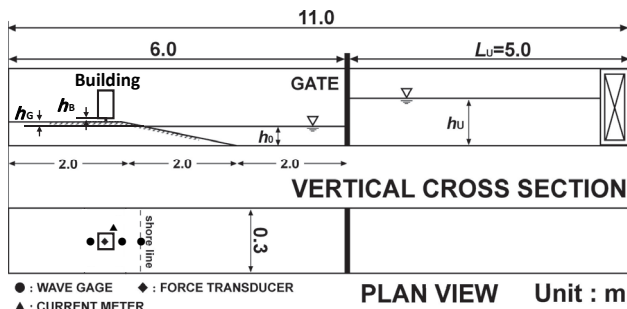 11.0
6.0
LU=5.0
Building
GATE
hB
hG
h0
hU
2.0 2.0 2.0
VERTICAL CROSS SECTION
shore line
0.3
● : WAVE GAGE ◆ : FORCE TRANSDUCER
▲ : CURRENT METER
PLAN VIEW Unit : m